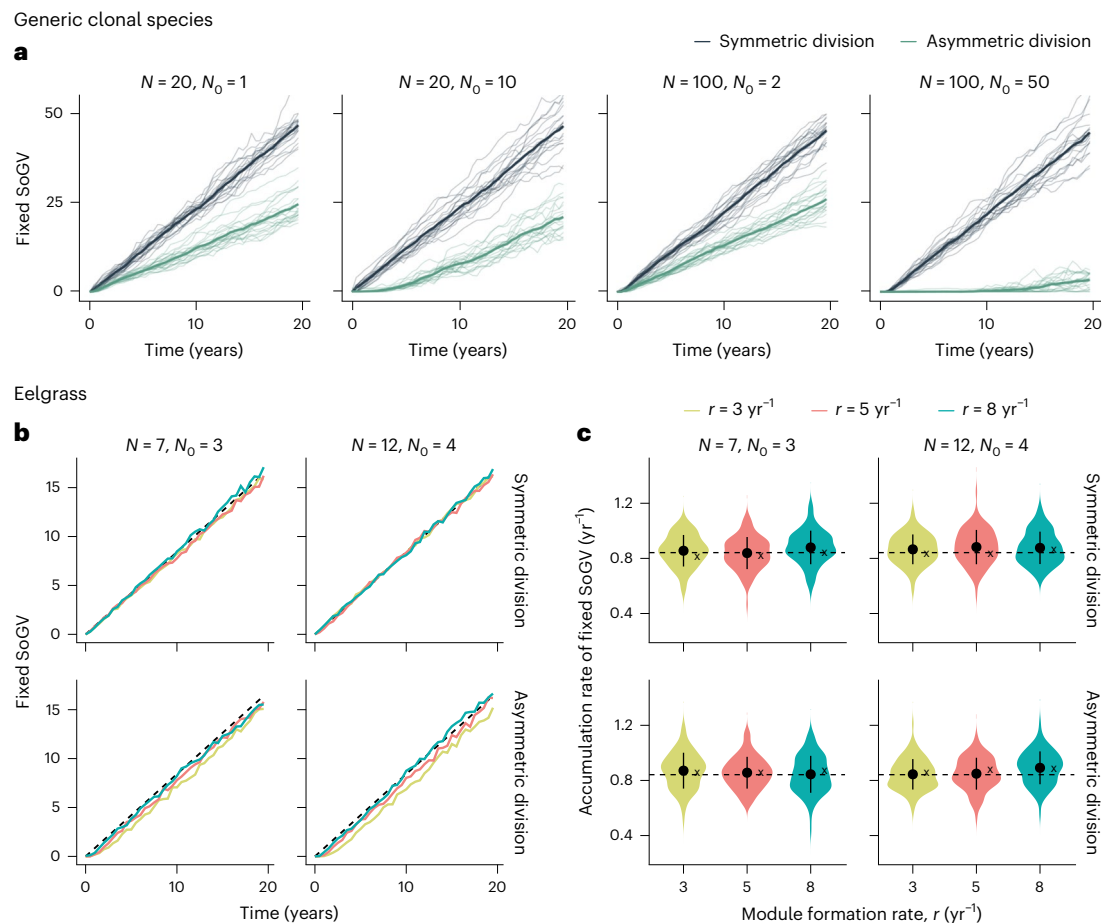 Generic clonal species
a
— Symmetric division — Asymmetric division
N = 20, N₀ = 1
N = 20, N₀ = 10
N = 100, N₀ = 2
N = 100, N₀ = 50
Fixed SoGV
50
25
0
0 10 20
0 10 20
0 10 20
0 10 20
Time (years)
Time (years)
Time (years)
Time (years)
Eelgrass
b
N = 7, N₀ = 3
N = 12, N₀ = 4
Fixed SoGV
15
10
5
0
Symmetric division
15
10
5
0
Asymmetric division
0 10 20
0 10 20
Time (years)
— r = 3 yr⁻¹ — r = 5 yr⁻¹ — r = 8 yr⁻¹
c
N = 7, N₀ = 3
N = 12, N₀ = 4
Accumulation rate of fixed SoGV (yr⁻¹)
1.2
0.8
0.4
x x x
x x x
Symmetric division
1.2
0.8
0.4
x x x
x x x
Asymmetric division
3 5 8
3 5 8
Module formation rate, r (yr⁻¹)